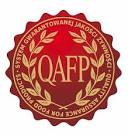 SYSTEM GWARANTOWANEJ JAKOŚCI ŻYWNOŚCI
QAFP
QUALITY ASSURANCE FOR FOOD PRODUCTS